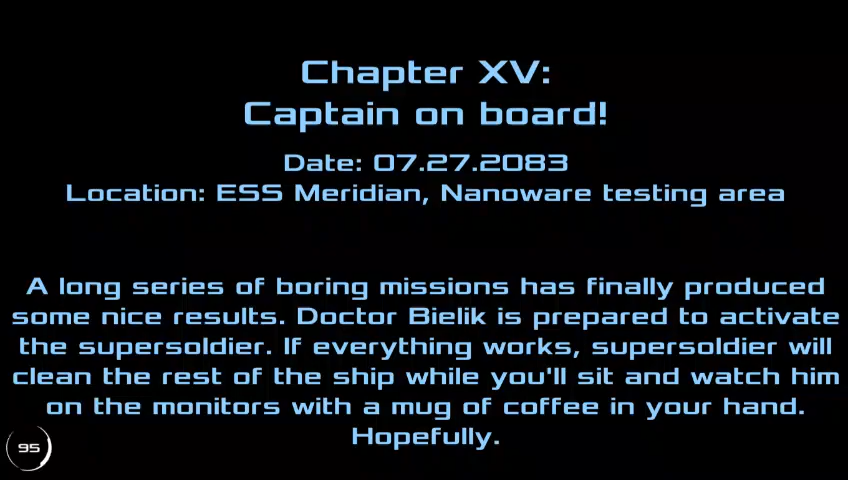 Chapter XV:
Captain on board!
Date: 07.27.2083
Location: ESS Meridian, Nanoware testing area
A long series of boring missions has finally produced
some nice results. Doctor Bielik is prepared to activate
the supersoldier. If everything works, supersoldier will
clean the rest of the ship while you'll sit and watch him
on the monitors with a mug of coffee in your hand.
Hopefully.
95